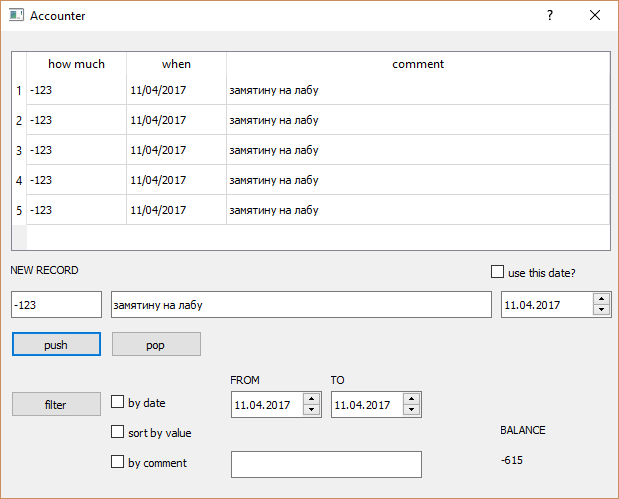 Accounter
how much when comment
1 -123 11/04/2017 замятину на лабу
2 -123 11/04/2017 замятину на лабу
3 -123 11/04/2017 замятину на лабу
4 -123 11/04/2017 замятину на лабу
5 -123 11/04/2017 замятину на лабу
NEW RECORD use this date?
-123 замятину на лабу 11.04.2017
push pop
FROM TO
filter by date 11.04.2017 11.04.2017
sort by value BALANCE
by comment -615